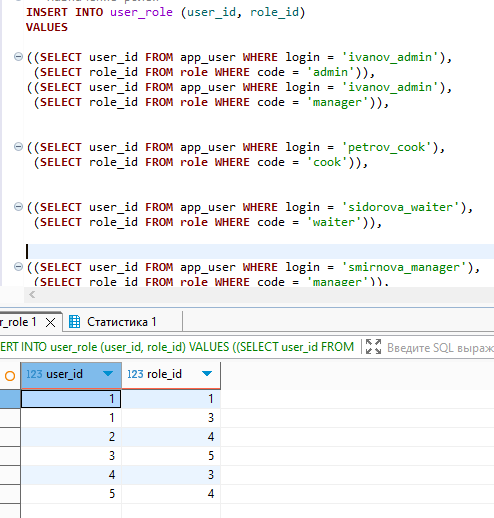 INSERT INTO user_role (user_id, role_id)
VALUES
((SELECT user_id FROM app_user WHERE login = 'ivanov_admin'),
(SELECT role_id FROM role WHERE code = 'admin')),
((SELECT user_id FROM app_user WHERE login = 'ivanov_admin'),
(SELECT role_id FROM role WHERE code = 'manager')),
((SELECT user_id FROM app_user WHERE login = 'petrov_cook'),
(SELECT role_id FROM role WHERE code = 'cook')),
((SELECT user_id FROM app_user WHERE login = 'sidorova_waiter'),
(SELECT role_id FROM role WHERE code = 'waiter')),
((SELECT user_id FROM app_user WHERE login = 'smirnova_manager'),
(SELECT role_id FROM role WHERE code = 'manager')),
r_role 1 Статистика 1
ERT INTO user_role (user_id, role_id) VALUES ((SELECT user_id FROM Введите SQL выраж
123 user_id 123 role_id
1 1
1 3
2 4
3 5
4 3
5 4